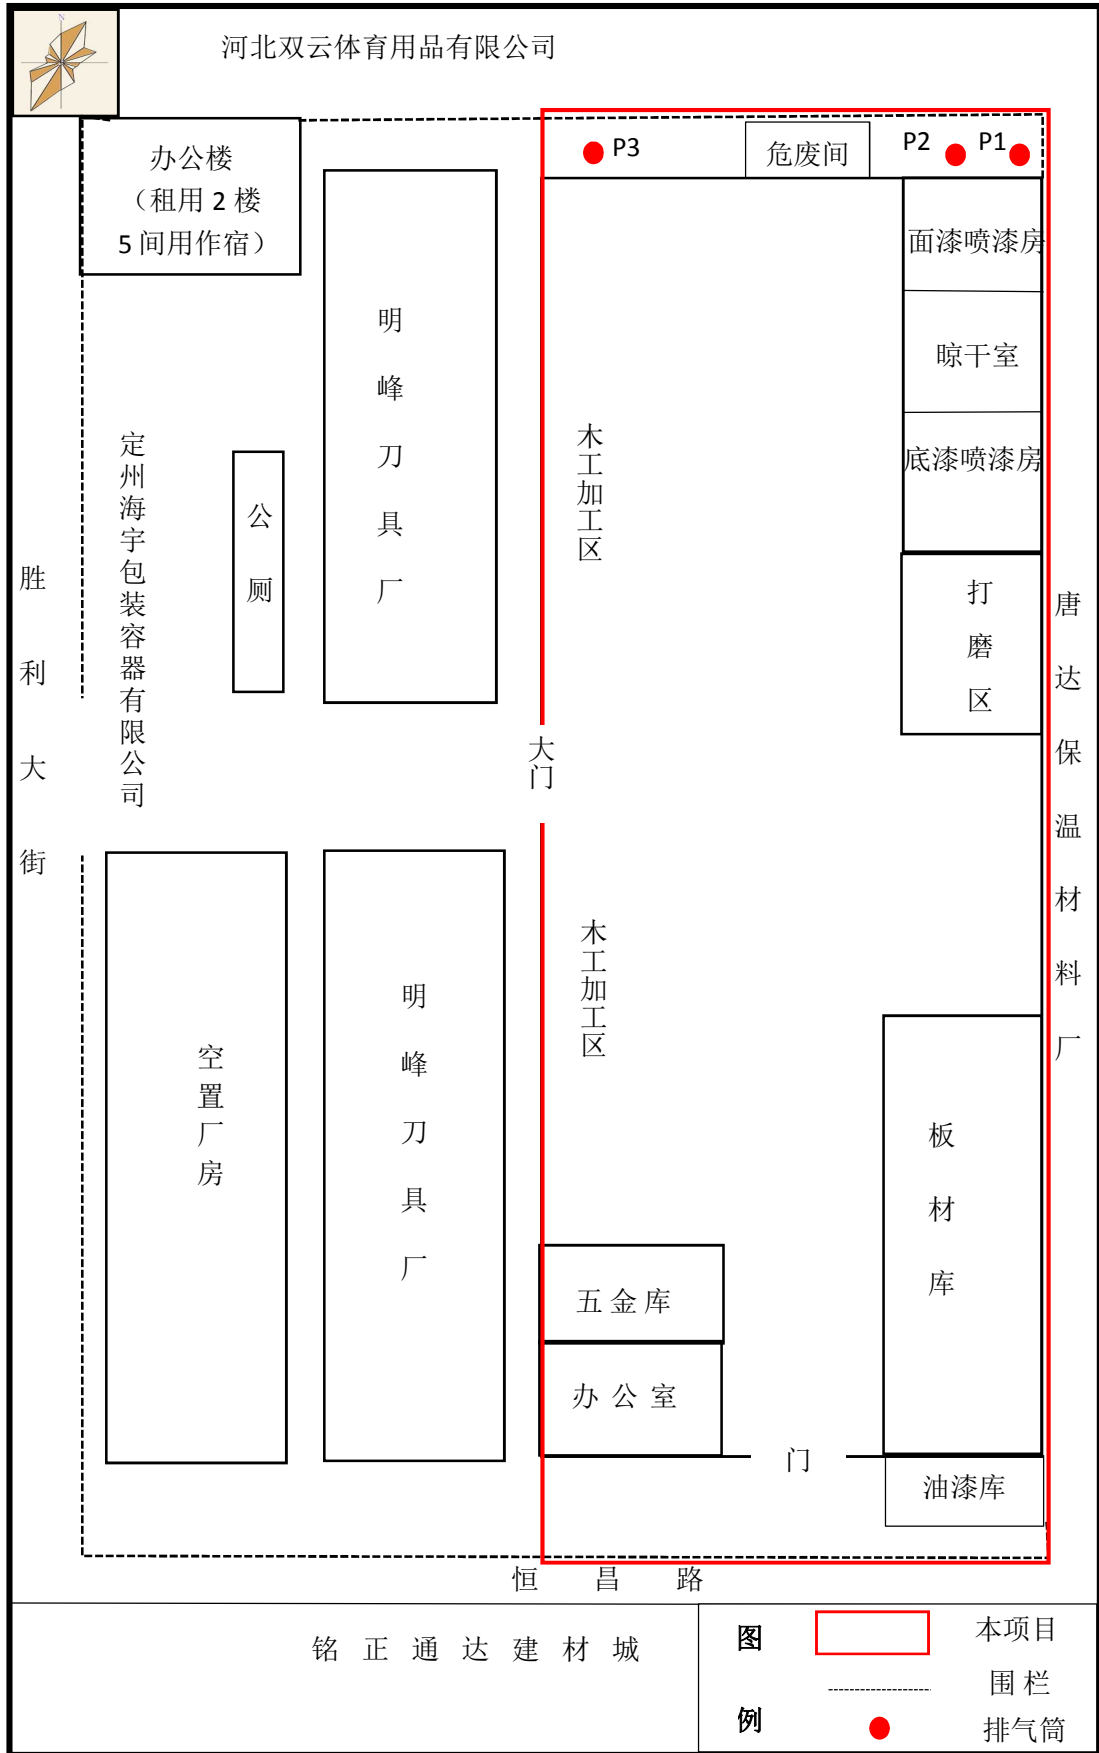 N
河北双云体育用品有限公司
办公楼
（租用 2 楼
5 间用作宿）
P3
危废间
P2
P1
面漆喷漆房
晾干室
底漆喷漆房
打磨区
明峰刀具厂
木工加工区
定州海宇包装容器有限公司
公厕
胜利大街
大门
唐达保温材料厂
空置厂房
明峰刀具厂
木工加工区
板材库
五金库
办公室
门
油漆库
恒昌路
铭正通达建材城
图例
本项目
围栏
排气筒